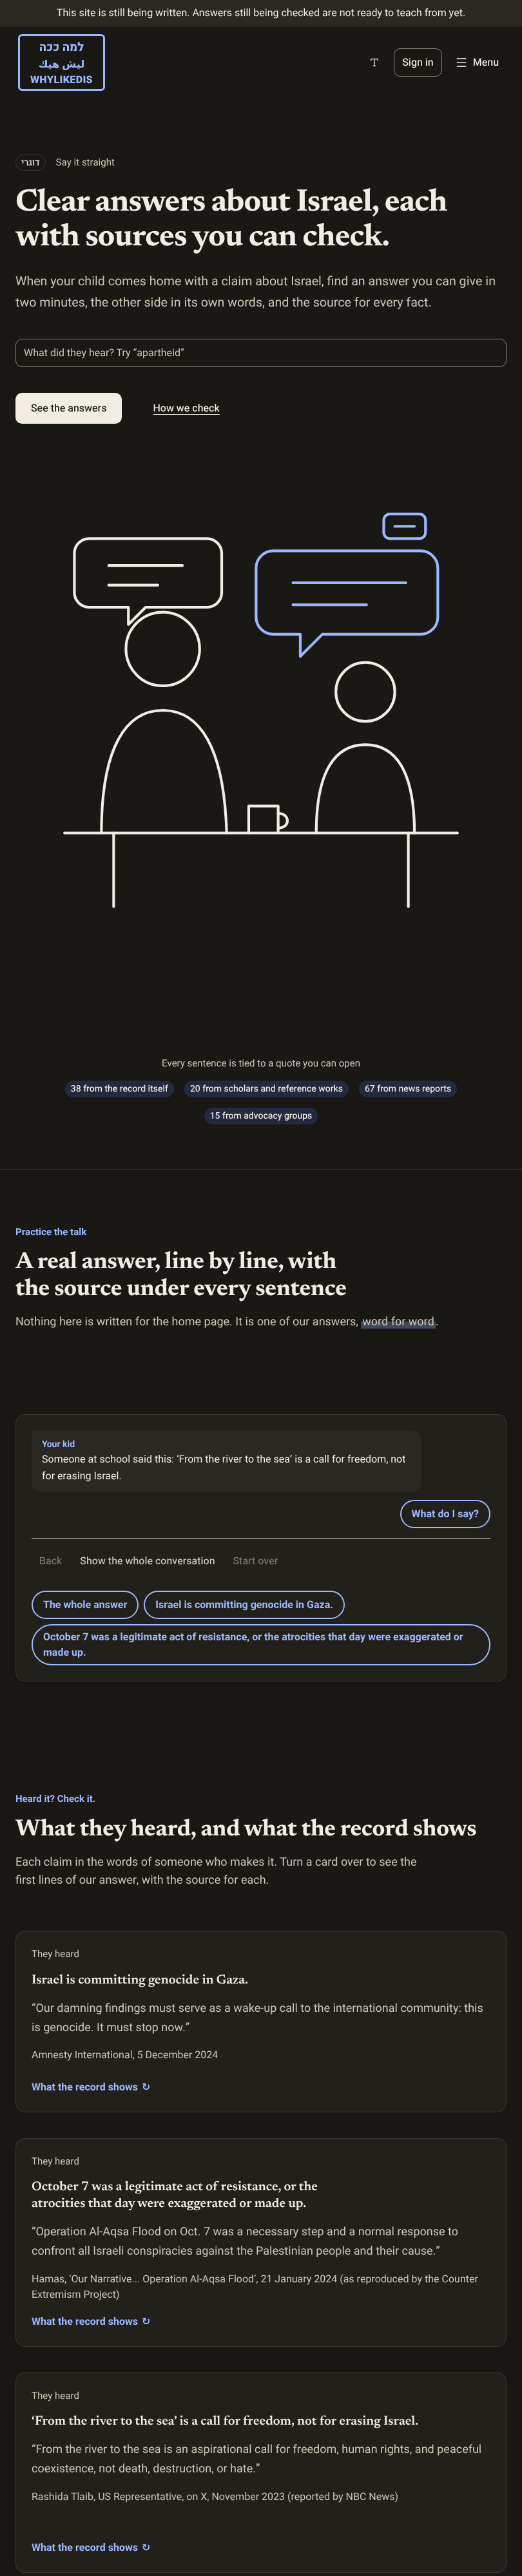 This site is still being written. Answers still being checked are not ready to teach from yet.
למה ככה
ليش هيك
WHYLIKEDIS
Sign in
Menu
דוגרי
Say it straight
Clear answers about Israel, each
with sources you can check.
When your child comes home with a claim about Israel, find an answer you can give in
two minutes, the other side in its own words, and the source for every fact.
What did they hear? Try “apartheid”
See the answers
How we check
Every sentence is tied to a quote you can open
38 from the record itself
20 from scholars and reference works
67 from news reports
15 from advocacy groups
Practice the talk
A real answer, line by line, with
the source under every sentence
Nothing here is written for the home page. It is one of our answers, word for word.
Your kid
Someone at school said this: ‘From the river to the sea’ is a call for freedom, not
for erasing Israel.
What do I say?
Back
Show the whole conversation
Start over
The whole answer
Israel is committing genocide in Gaza.
October 7 was a legitimate act of resistance, or the atrocities that day were exaggerated or
made up.
Heard it? Check it.
What they heard, and what the record shows
Each claim in the words of someone who makes it. Turn a card over to see the
first lines of our answer, with the source for each.
They heard
Israel is committing genocide in Gaza.
“Our damning findings must serve as a wake-up call to the international community: this
is genocide. It must stop now.”
Amnesty International, 5 December 2024
What the record shows ↻
They heard
October 7 was a legitimate act of resistance, or the
atrocities that day were exaggerated or made up.
“Operation Al-Aqsa Flood on Oct. 7 was a necessary step and a normal response to
confront all Israeli conspiracies against the Palestinian people and their cause.”
Hamas, ‘Our Narrative... Operation Al-Aqsa Flood’, 21 January 2024 (as reproduced by the Counter
Extremism Project)
What the record shows ↻
They heard
‘From the river to the sea’ is a call for freedom, not for erasing Israel.
“From the river to the sea is an aspirational call for freedom, human rights, and peaceful
coexistence, not death, destruction, or hate.”
Rashida Tlaib, US Representative, on X, November 2023 (reported by NBC News)
What the record shows ↻